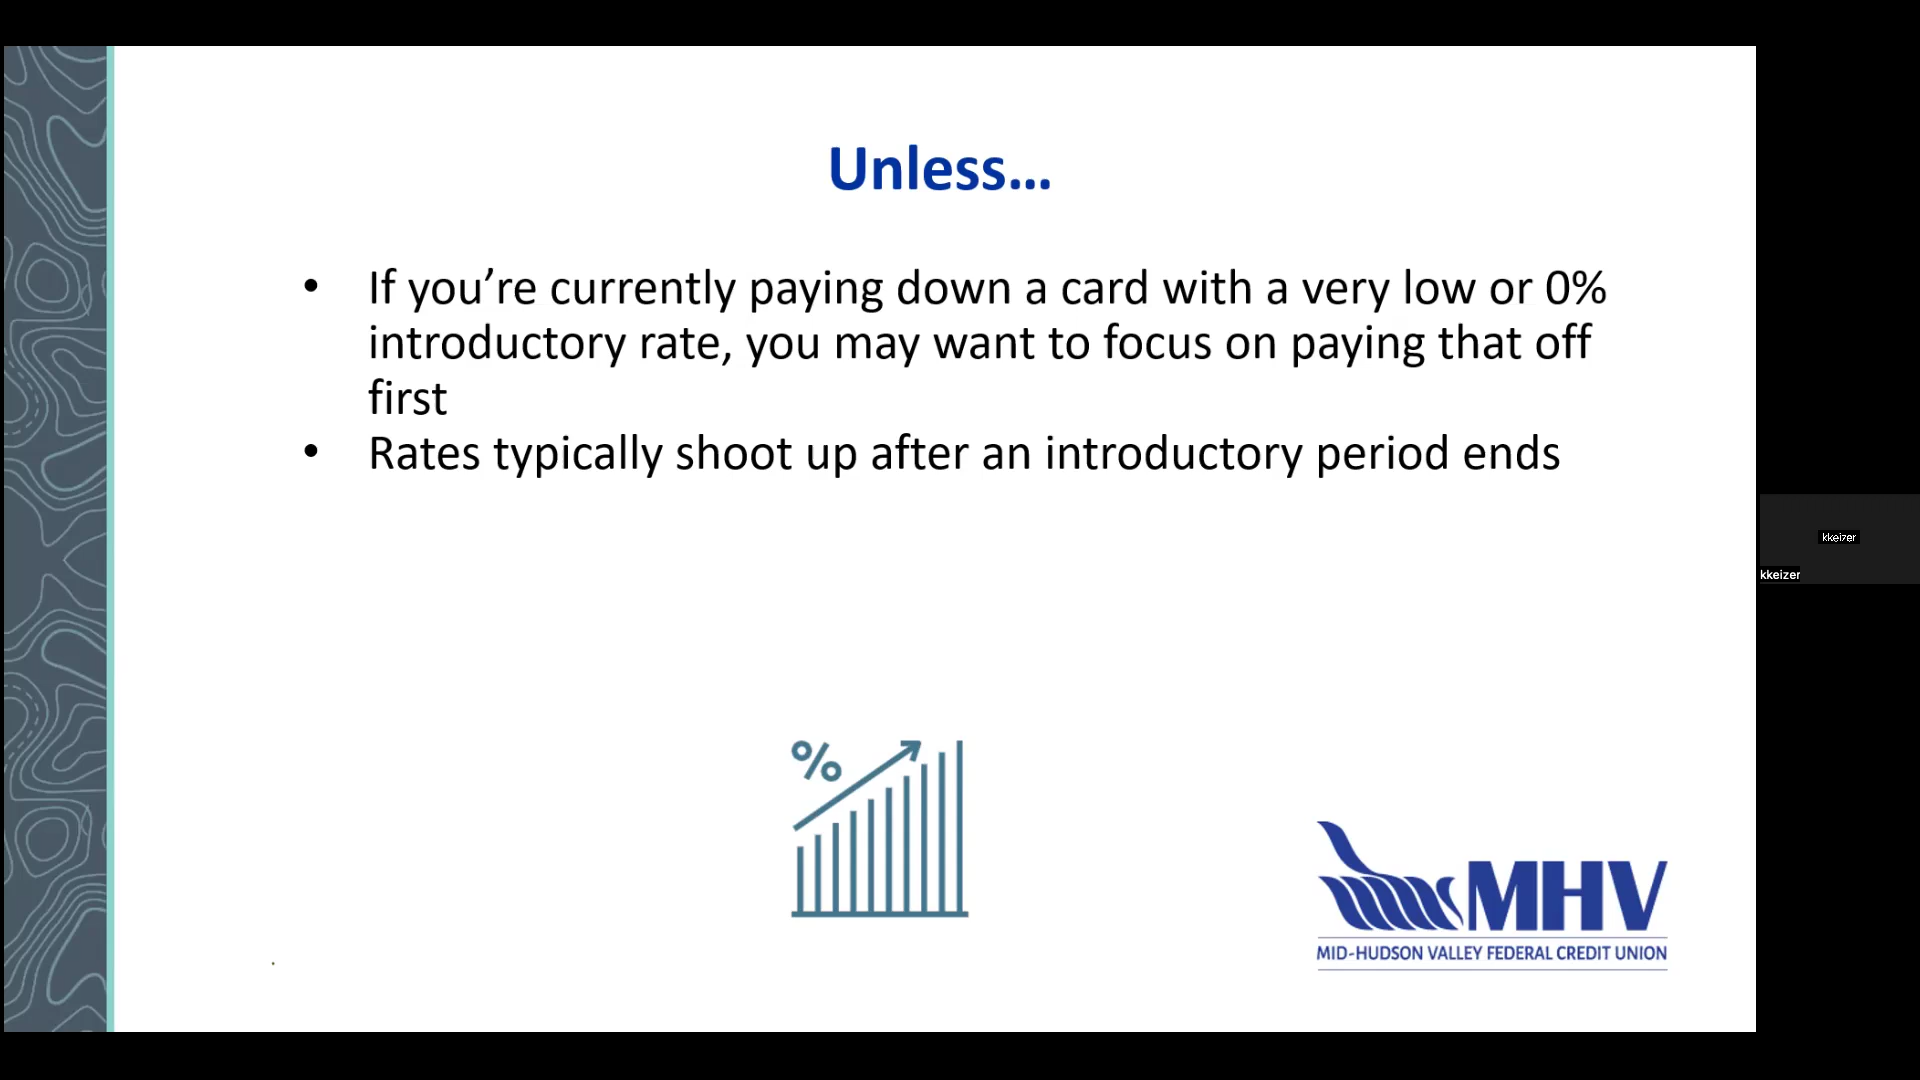 Unless...
• If you’re currently paying down a card with a very low or 0%
introductory rate, you may want to focus on paying that off
first
• Rates typically shoot up after an introductory period ends
%
MHV
MID-HUDSON VALLEY FEDERAL CREDIT UNION
kkeizer
kkeizer